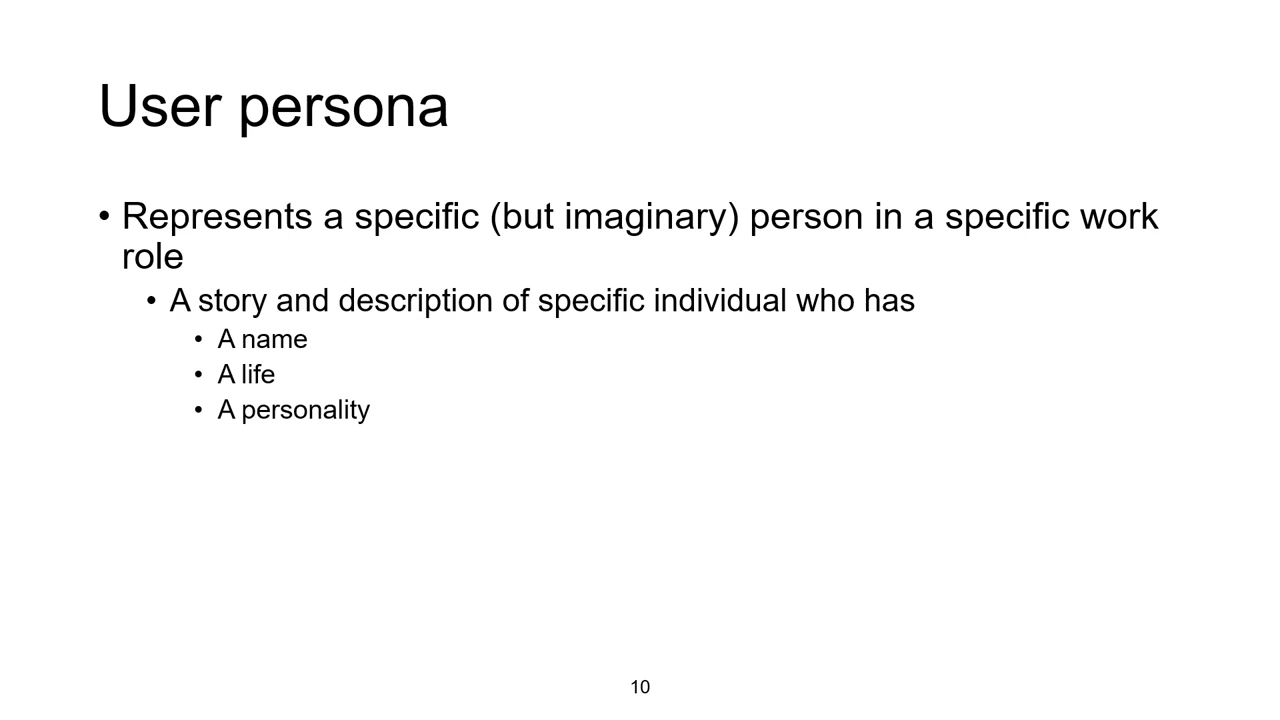 User persona
• Represents a specific (but imaginary) person in a specific work
role
• A story and description of specific individual who has
• A name
• A life
• A personality
10